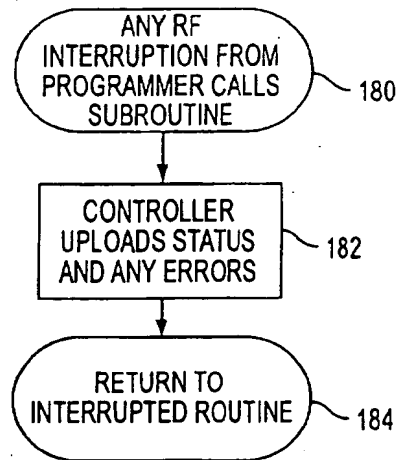 ANY RF
INTERRUPTION FROM
PROGRAMMER CALLS
SUBROUTINE
180
CONTROLLER
UPLOADS STATUS
AND ANY ERRORS
182
RETURN TO
INTERRUPTED ROUTINE
184